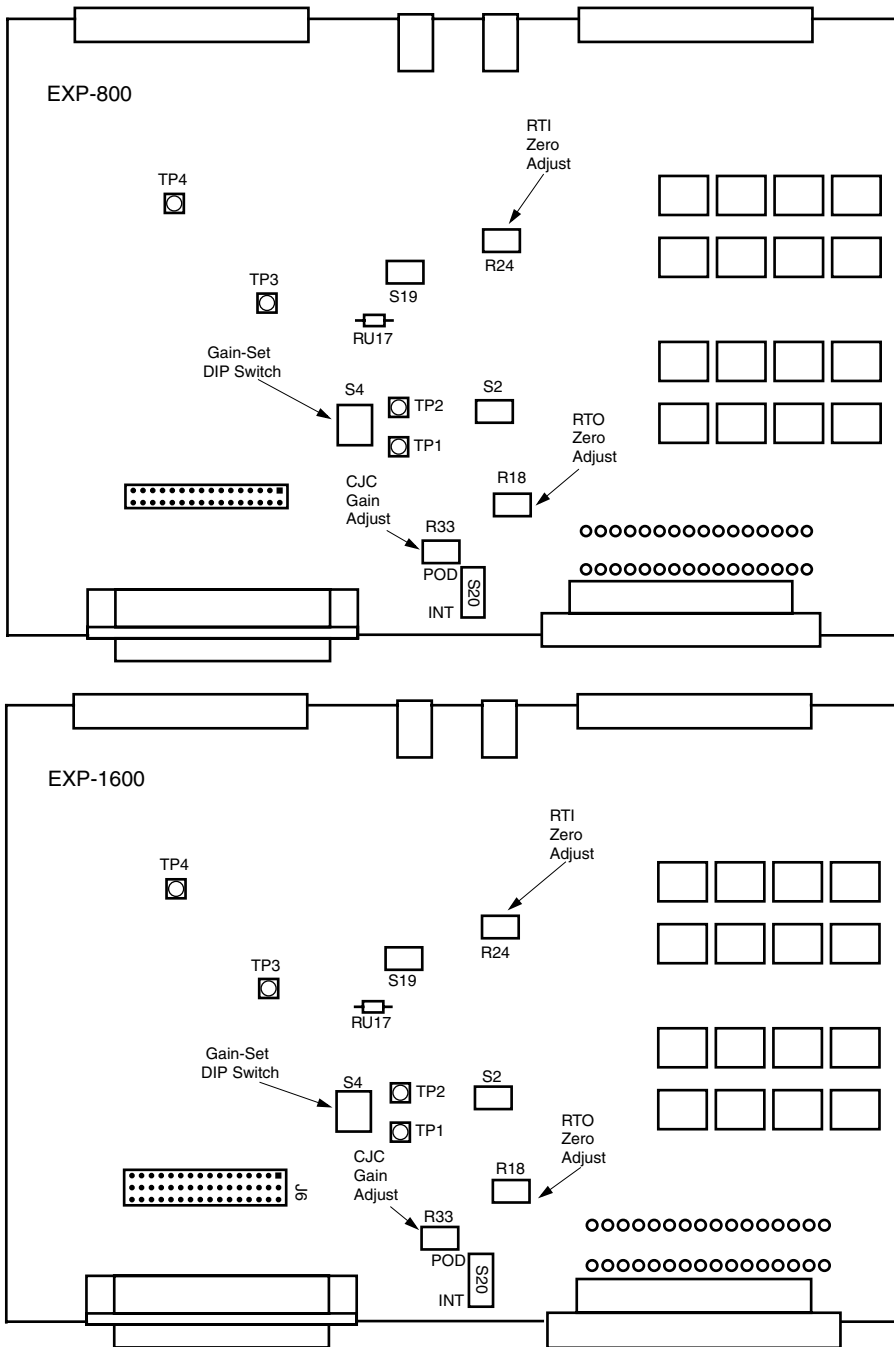 EXP-800
RTI
Zero
Adjust
TP4
R24
TP3
S19
RU17
Gain-Set
DIP Switch
S4
TP2
S2
TP1
RTO
Zero
Adjust
CJC
Gain
Adjust
R18
R33
POD
S20
INT
EXP-1600
RTI
Zero
Adjust
TP4
R24
TP3
S19
RU17
Gain-Set
DIP Switch
S4
TP2
S2
TP1
RTO
Zero
Adjust
CJC
Gain
Adjust
R18
J6
R33
POD
S20
INT